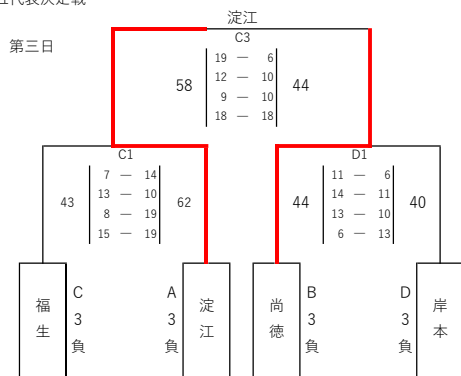 淀江
第三日
C3
58
19 ― 6
12 ― 10
9 ― 10
18 ― 18
44
C1
43
7 ― 14
13 ― 10
8 ― 19
15 ― 19
62
D1
44
11 ― 6
14 ― 11
13 ― 10
6 ― 13
40
福生
C3負
A3負
淀江
尚徳
B3負
D3負
岸本